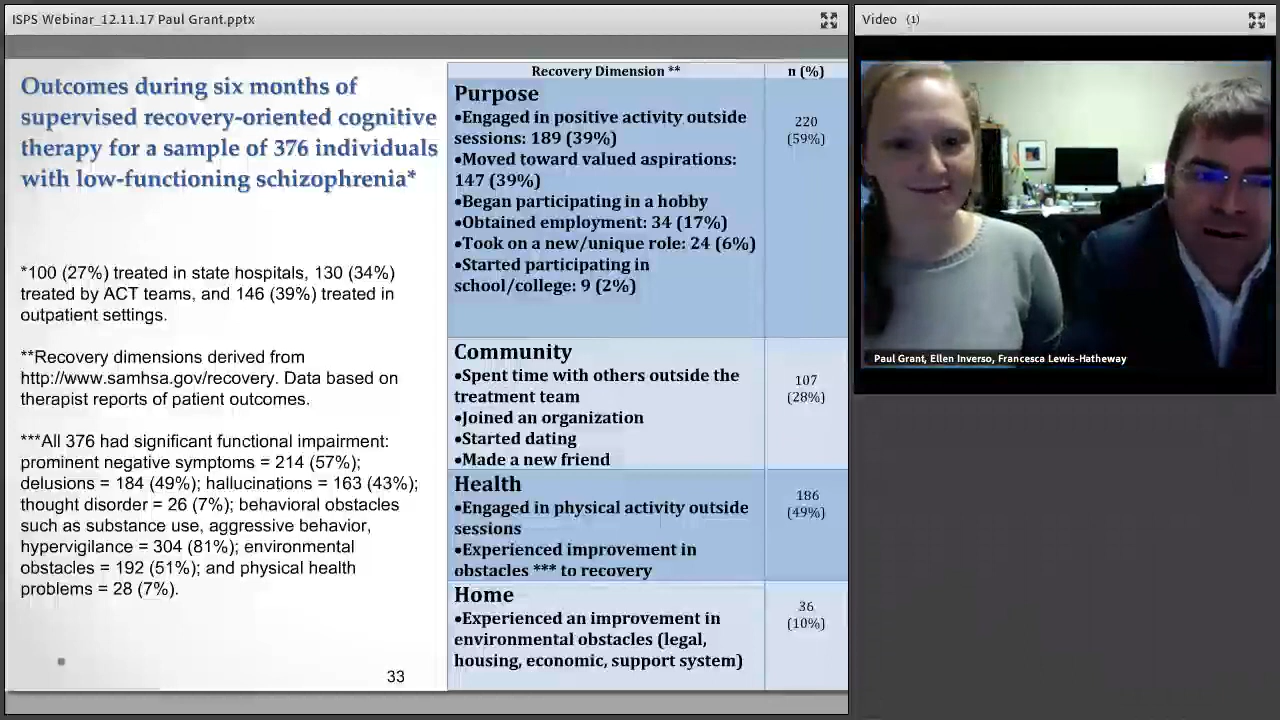 ISPS Webinar_12.11.17 Paul Grant.pptx
Outcomes during six months of
supervised recovery-oriented cognitive
therapy for a sample of 376 individuals
with low-functioning schizophrenia*
*100 (27%) treated in state hospitals, 130 (34%)
treated by ACT teams, and 146 (39%) treated in
outpatient settings.
**Recovery dimensions derived from
http://www.samhsa.gov/recovery. Data based on
therapist reports of patient outcomes.
***All 376 had significant functional impairment:
prominent negative symptoms = 214 (57%);
delusions = 184 (49%); hallucinations = 163 (43%);
thought disorder = 26 (7%); behavioral obstacles
such as substance use, aggressive behavior,
hypervigilance = 304 (81%); environmental
obstacles = 192 (51%); and physical health
problems = 28 (7%).
33
Recovery Dimension ** n (%)
Purpose
•Engaged in positive activity outside
sessions: 189 (39%)
•Moved toward valued aspirations:
147 (39%)
•Began participating in a hobby
•Obtained employment: 34 (17%)
•Took on a new/unique role: 24 (6%)
•Started participating in
school/college: 9 (2%)
220
(59%)
Community
•Spent time with others outside the
treatment team
•Joined an organization
•Started dating
•Made a new friend
107
(28%)
Health
•Engaged in physical activity outside
sessions
•Experienced improvement in
obstacles *** to recovery
186
(49%)
Home
•Experienced an improvement in
environmental obstacles (legal,
housing, economic, support system)
36
(10%)
Video (1)
Paul Grant, Ellen Inverso, Francesca Lewis-Hatheway